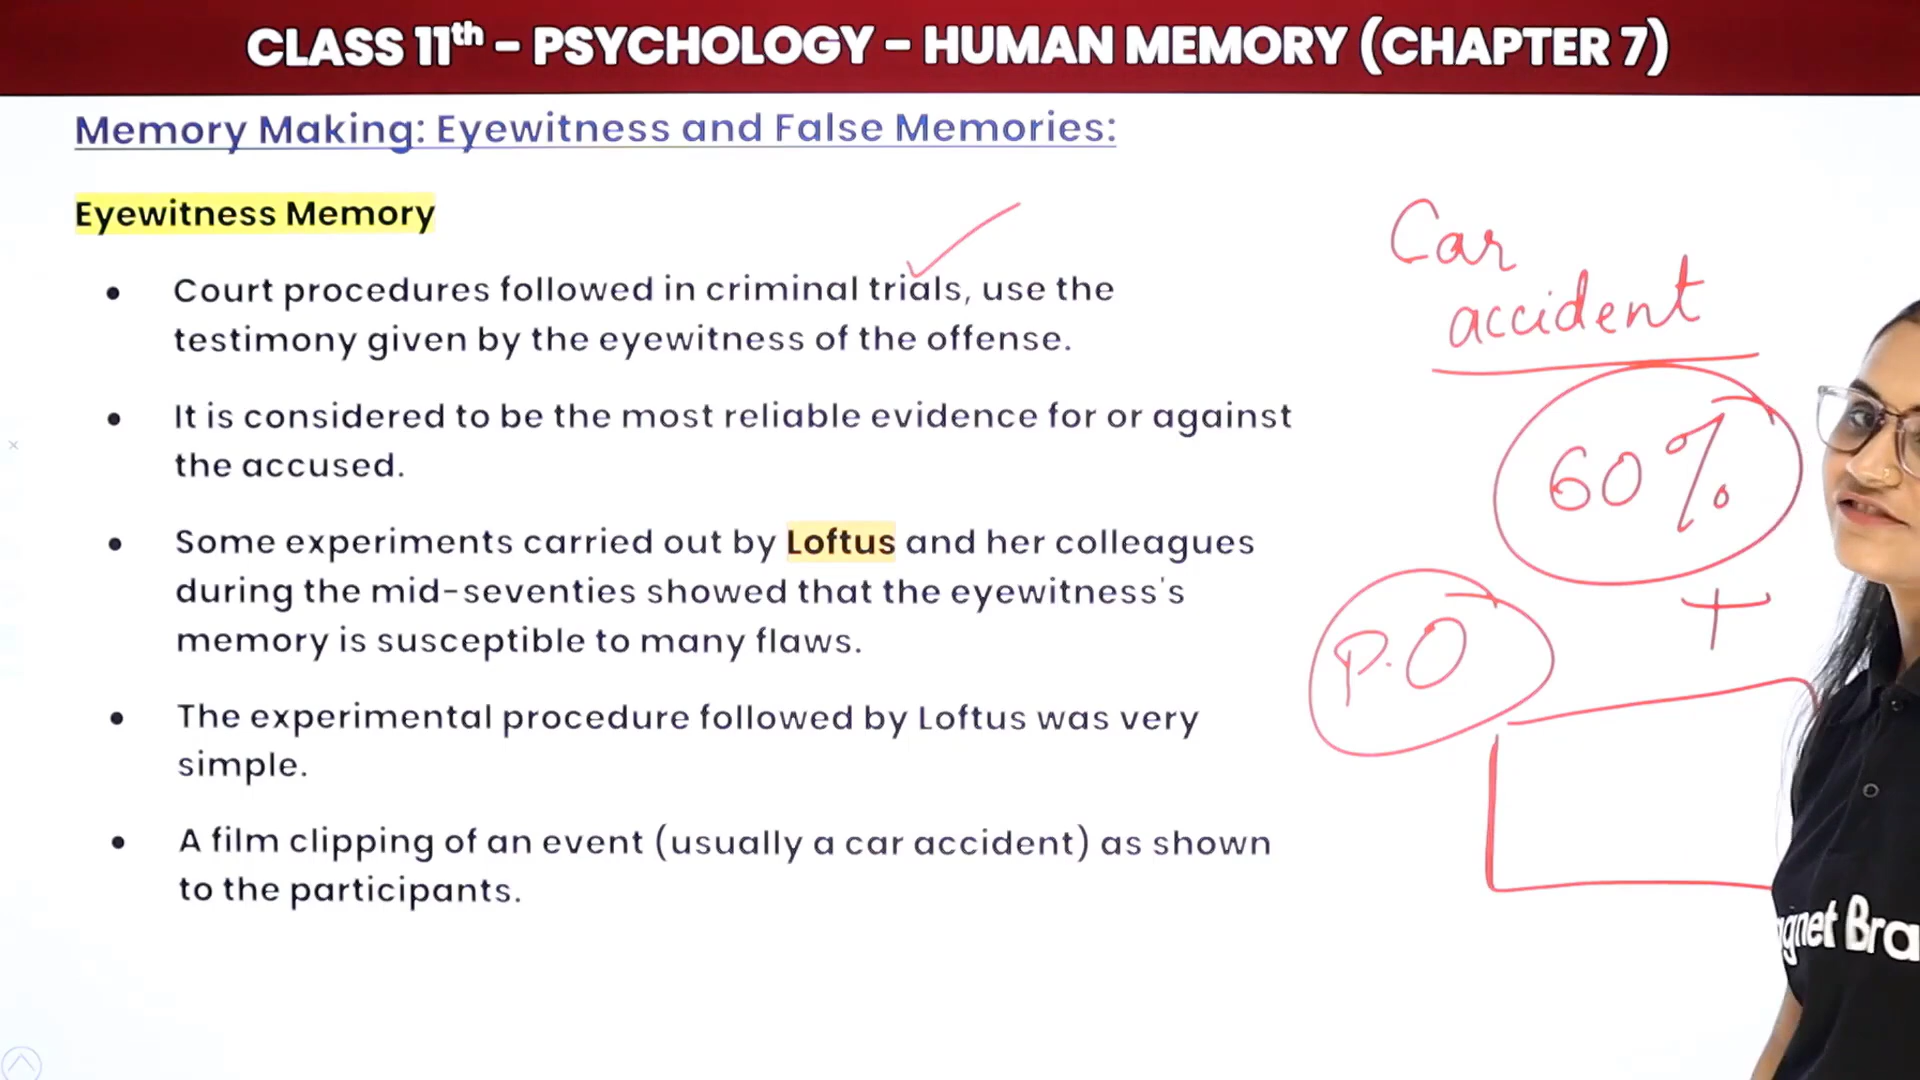 CLASS 11th – PSYCHOLOGY – HUMAN MEMORY (CHAPTER 7)
Memory Making: Eyewitness and False Memories:
Eyewitness Memory
• Court procedures followed in criminal trials, use the
testimony given by the eyewitness of the offense.
• It is considered to be the most reliable evidence for or against
the accused.
• Some experiments carried out by Loftus and her colleagues
during the mid-seventies showed that the eyewitness's
memory is susceptible to many flaws.
• The experimental procedure followed by Loftus was very
simple.
• A film clipping of an event (usually a car accident) as shown
to the participants.
Car
accident
60%
+
P.O
gnet Bra